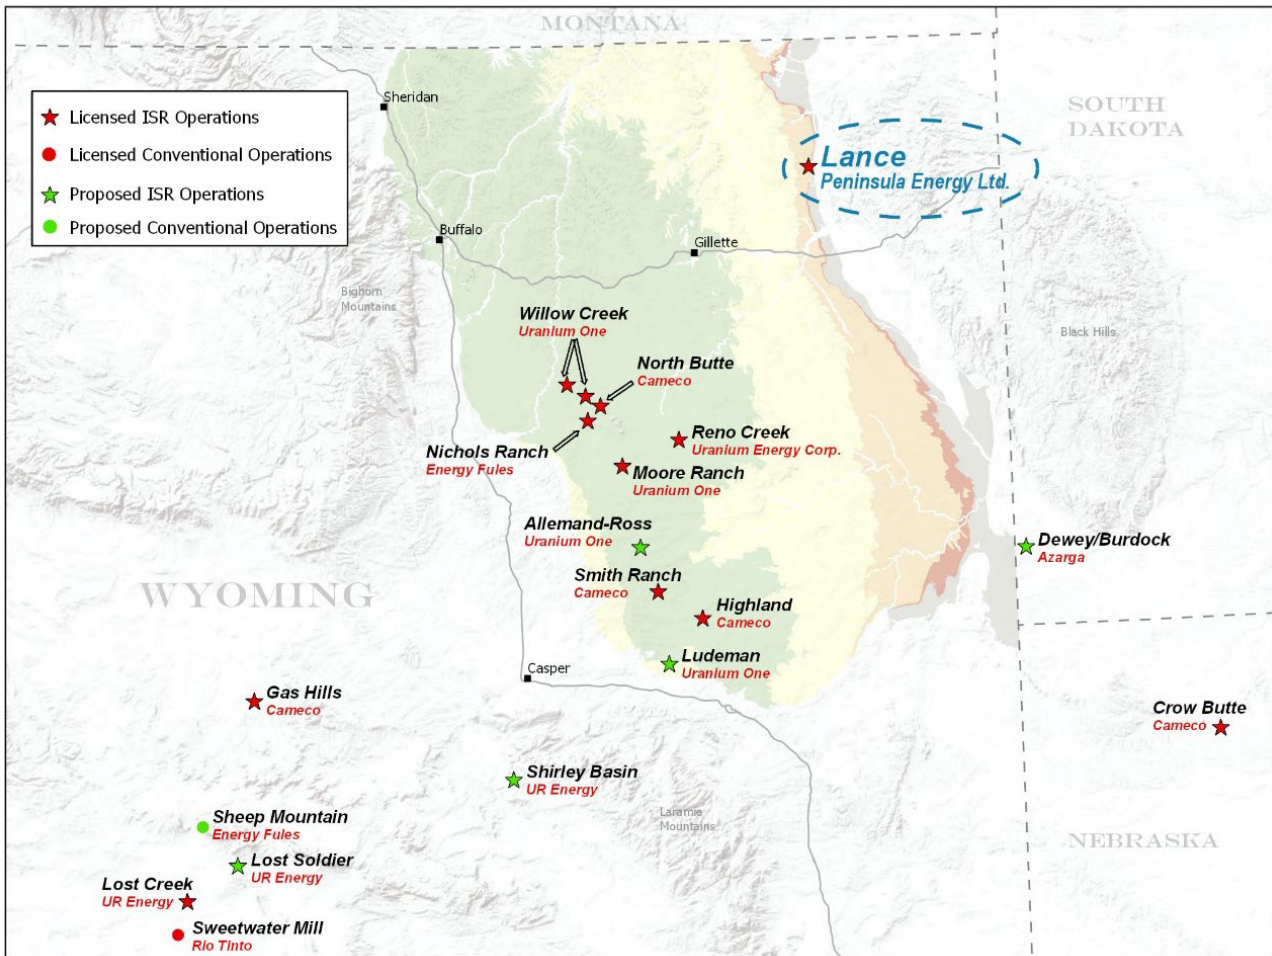 MONTANA
Sheridan
SOUTH
DAKOTA
Licensed ISR Operations
Licensed Conventional Operations
Proposed ISR Operations
Proposed Conventional Operations
Lance
Peninsula Energy Ltd.
Buffalo
Gillette
Bighorn
Mountains
Willow Creek
Uranium One
Black Hills
North Butte
Cameco
Reno Creek
Uranium Energy Corp.
Nichols Ranch
Energy Fules
Moore Ranch
Uranium One
Allemand-Ross
Uranium One
Dewey/Burdock
Azarga
Smith Ranch
Cameco
WYOMING
Highland
Cameco
Ludeman
Uranium One
Casper
Gas Hills
Cameco
Crow Butte
Cameco
Shirley Basin
UR Energy
Laramie
Mountains
Sheep Mountain
Energy Fules
NEBRASKA
Lost Soldier
UR Energy
Lost Creek
UR Energy
Sweetwater Mill
Rio Tinto